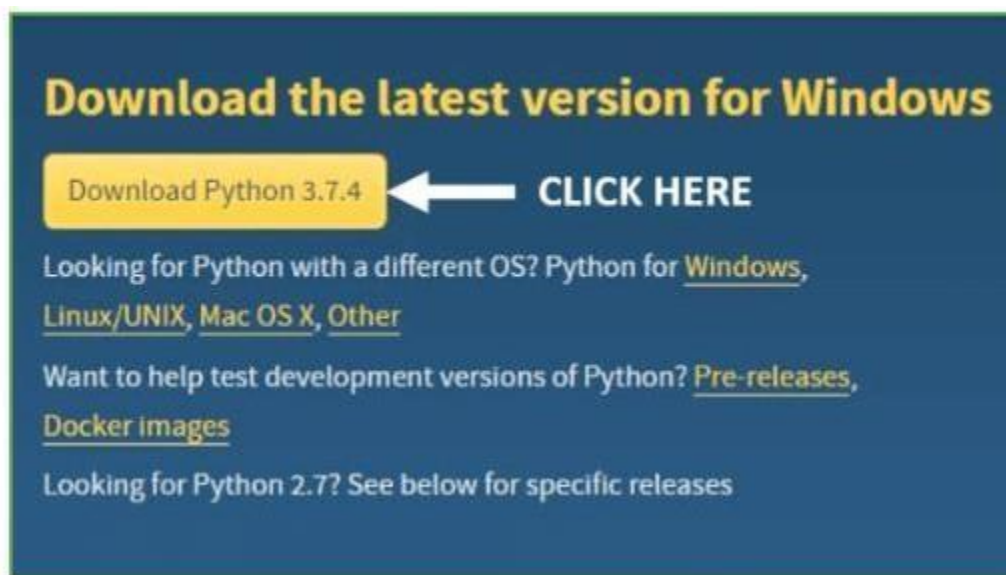 Download the latest version for Windows
Download Python 3.7.4
CLICK HERE
Looking for Python with a different OS? Python for Windows,
Linux/UNIX, Mac OS X, Other
Want to help test development versions of Python? Pre-releases,
Docker images
Looking for Python 2.7? See below for specific releases